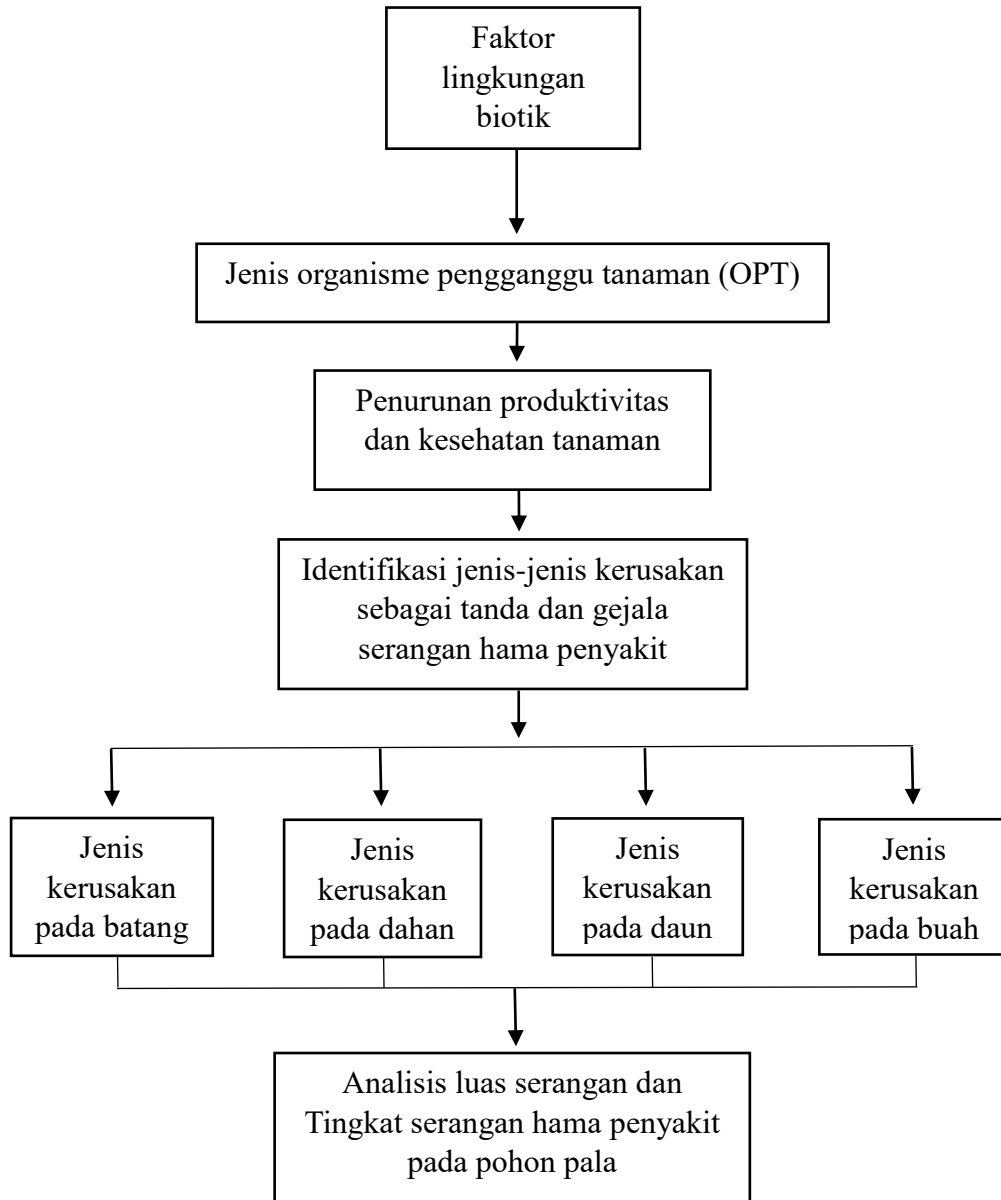 Faktor
lingkungan
biotik
Jenis organisme pengganggu tanaman (OPT)
Penurunan produktivitas
dan kesehatan tanaman
Identifikasi jenis-jenis kerusakan
sebagai tanda dan gejala
serangan hama penyakit
Jenis
kerusakan
pada batang
Jenis
kerusakan
pada dahan
Jenis
kerusakan
pada daun
Jenis
kerusakan
pada buah
Analisis luas serangan dan
Tingkat serangan hama penyakit
pada pohon pala